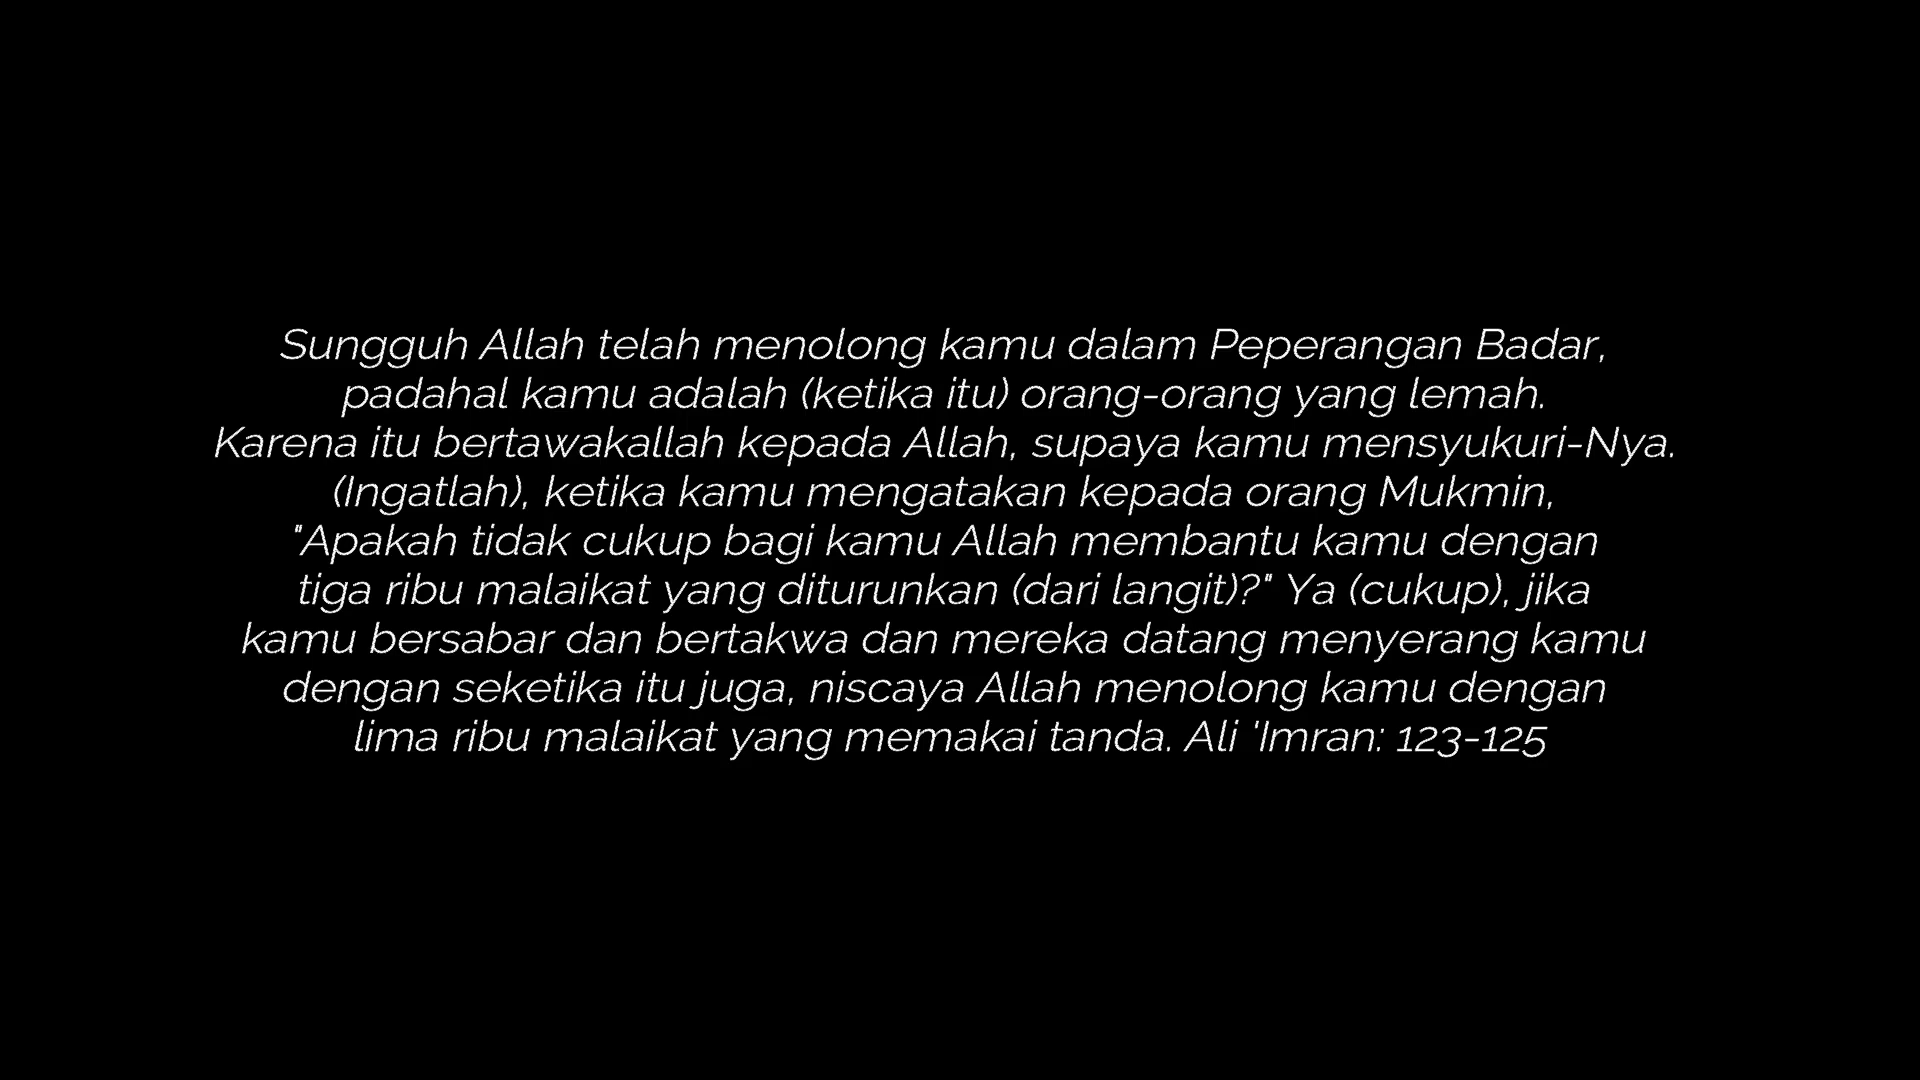 Sungguh Allah telah menolong kamu dalam Peperangan Badar,
padahal kamu adalah (ketika itu) orang-orang yang lemah.
Karena itu bertawakallah kepada Allah, supaya kamu mensyukuri-Nya.
(Ingatlah), ketika kamu mengatakan kepada orang Mukmin,
"Apakah tidak cukup bagi kamu Allah membantu kamu dengan
tiga ribu malaikat yang diturunkan (dari langit)?" Ya (cukup), jika
kamu bersabar dan bertakwa dan mereka datang menyerang kamu
dengan seketika itu juga, niscaya Allah menolong kamu dengan
lima ribu malaikat yang memakai tanda. Ali 'Imran: 123-125